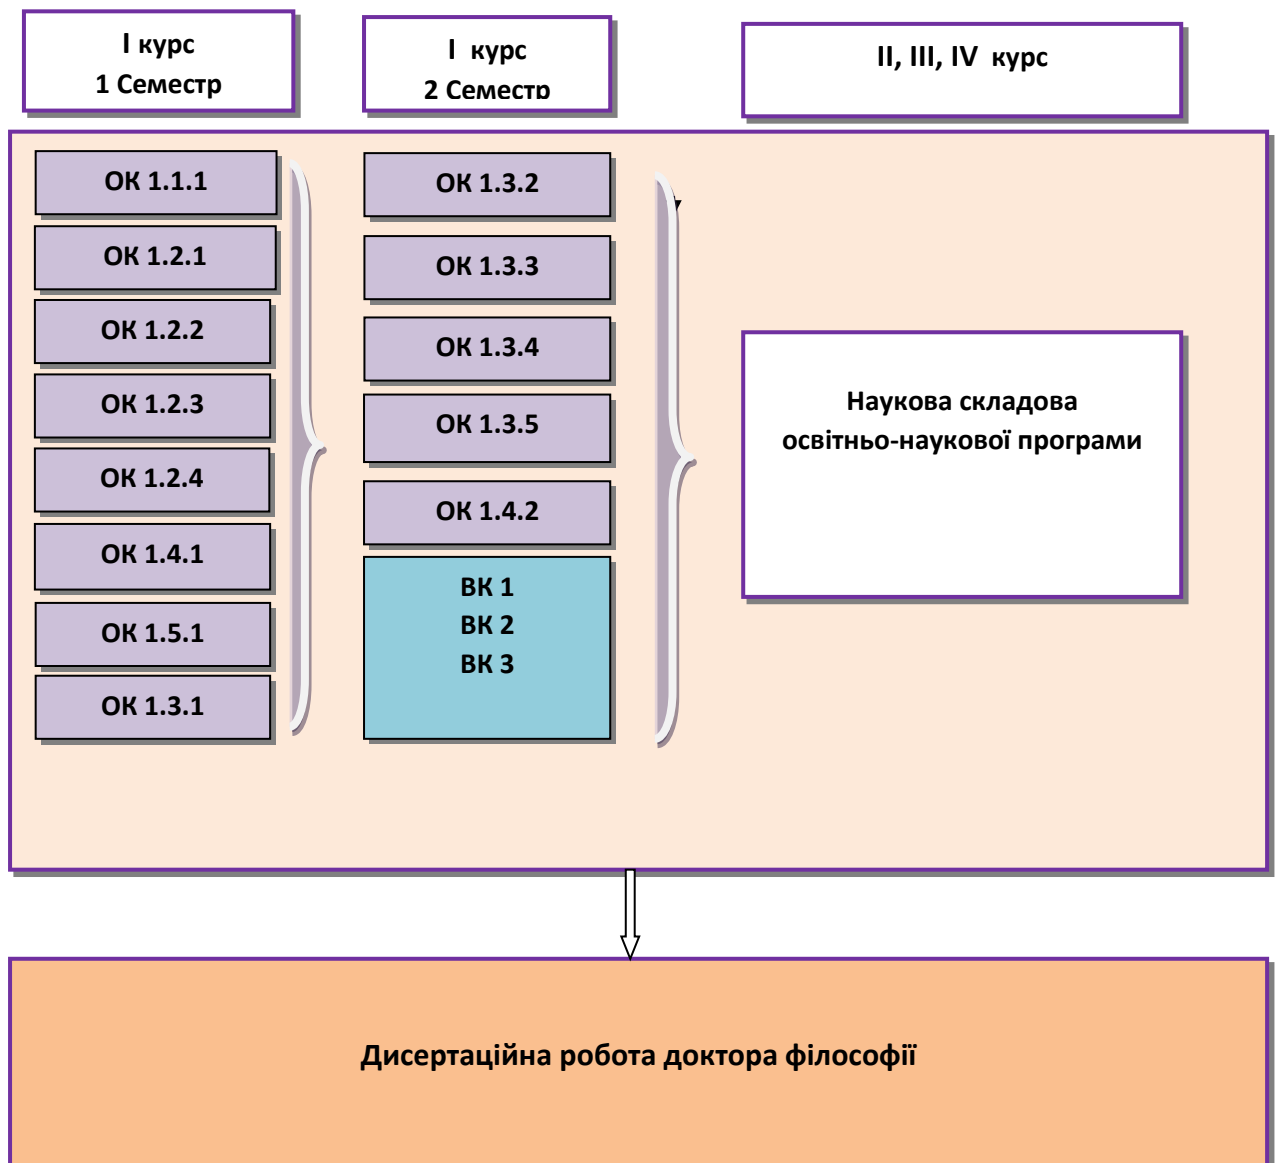 І курс
1 Семестр
І курс
2 Семестр
ІІ, ІІІ, ІV курс
ОК 1.1.1
ОК 1.2.1
ОК 1.2.2
ОК 1.2.3
ОК 1.2.4
ОК 1.4.1
ОК 1.5.1
ОК 1.3.1
ОК 1.3.2
ОК 1.3.3
ОК 1.3.4
ОК 1.3.5
ОК 1.4.2
ВК 1
ВК 2
ВК 3
Наукова складова
освітньо-наукової програми
Дисертаційна робота доктора філософії